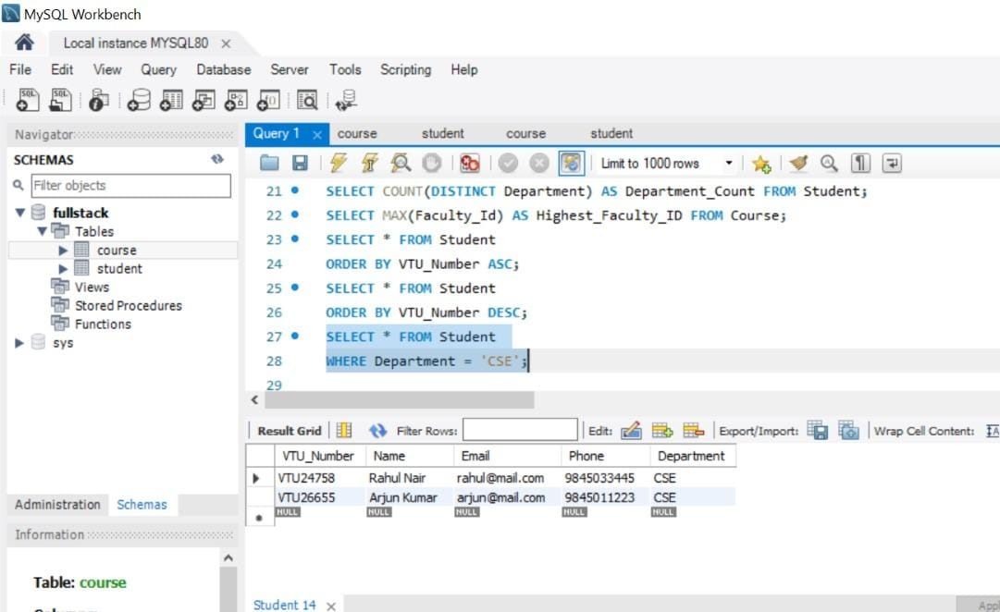 MySQL Workbench
Local instance MYSQL80
File Edit View Query Database Server Tools Scripting Help
Navigator
SCHEMAS
Filter objects
fullstack
Tables
course
student
Views
Stored Procedures
Functions
sys
Administration Schemas
Information
Table: course
Query 1 course student course student
Limit to 1000 rows
21 SELECT COUNT(DISTINCT Department) AS Department_Count FROM Student;
22 SELECT MAX(Faculty_Id) AS Highest_Faculty_ID FROM Course;
23 SELECT * FROM Student
24 ORDER BY VTU_Number ASC;
25 SELECT * FROM Student
26 ORDER BY VTU_Number DESC;
27 SELECT * FROM Student
28 WHERE Department = 'CSE';
29
Result Grid Filter Rows: Edit: Export/Import: Wrap Cell Content:
VTU_Number Name Email Phone Department
VTU24758 Rahul Nair rahul@mail.com 9845033445 CSE
VTU26655 Arjun Kumar arjun@mail.com 9845011223 CSE
NULL NULL NULL NULL NULL
Student 14